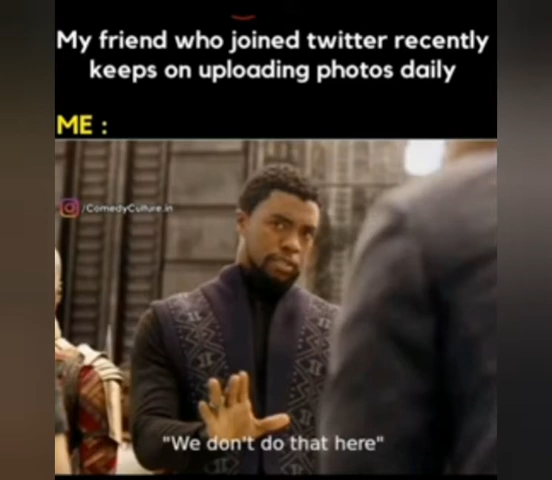 My friend who joined twitter recently
keeps on uploading photos daily
ME :
/ComedyCulture.in
"We don't do that here"